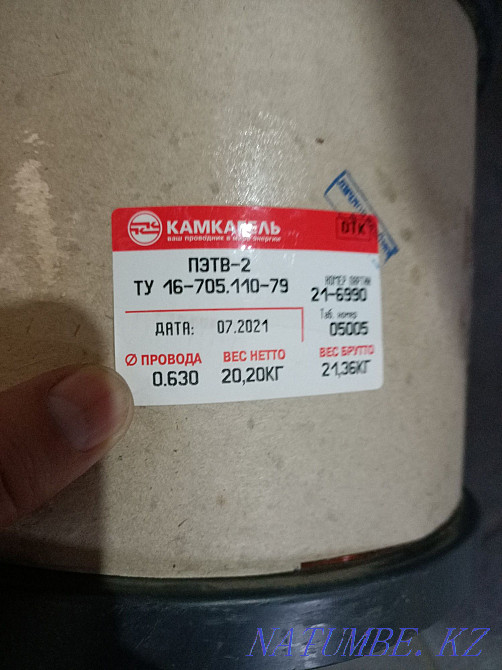 ОТК
КАМКАБЕЛЬ
ваш проводник в мире энергии
ПЭТВ-2
ТУ 16-705.110-79
НОМЕР ПАРТИИ
21-6990
ДАТА: 07.2021
Таб. номер
05005
Ø ПРОВОДА ВЕС НЕТТО ВЕС БРУТТО
0.630 20,20КГ 21,36КГ
NATUMBE.KZ